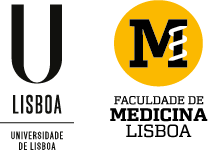 U
LISBOA
UNIVERSIDADE
DE LISBOA
M
FACULDADE DE
MEDICINA
LISBOA